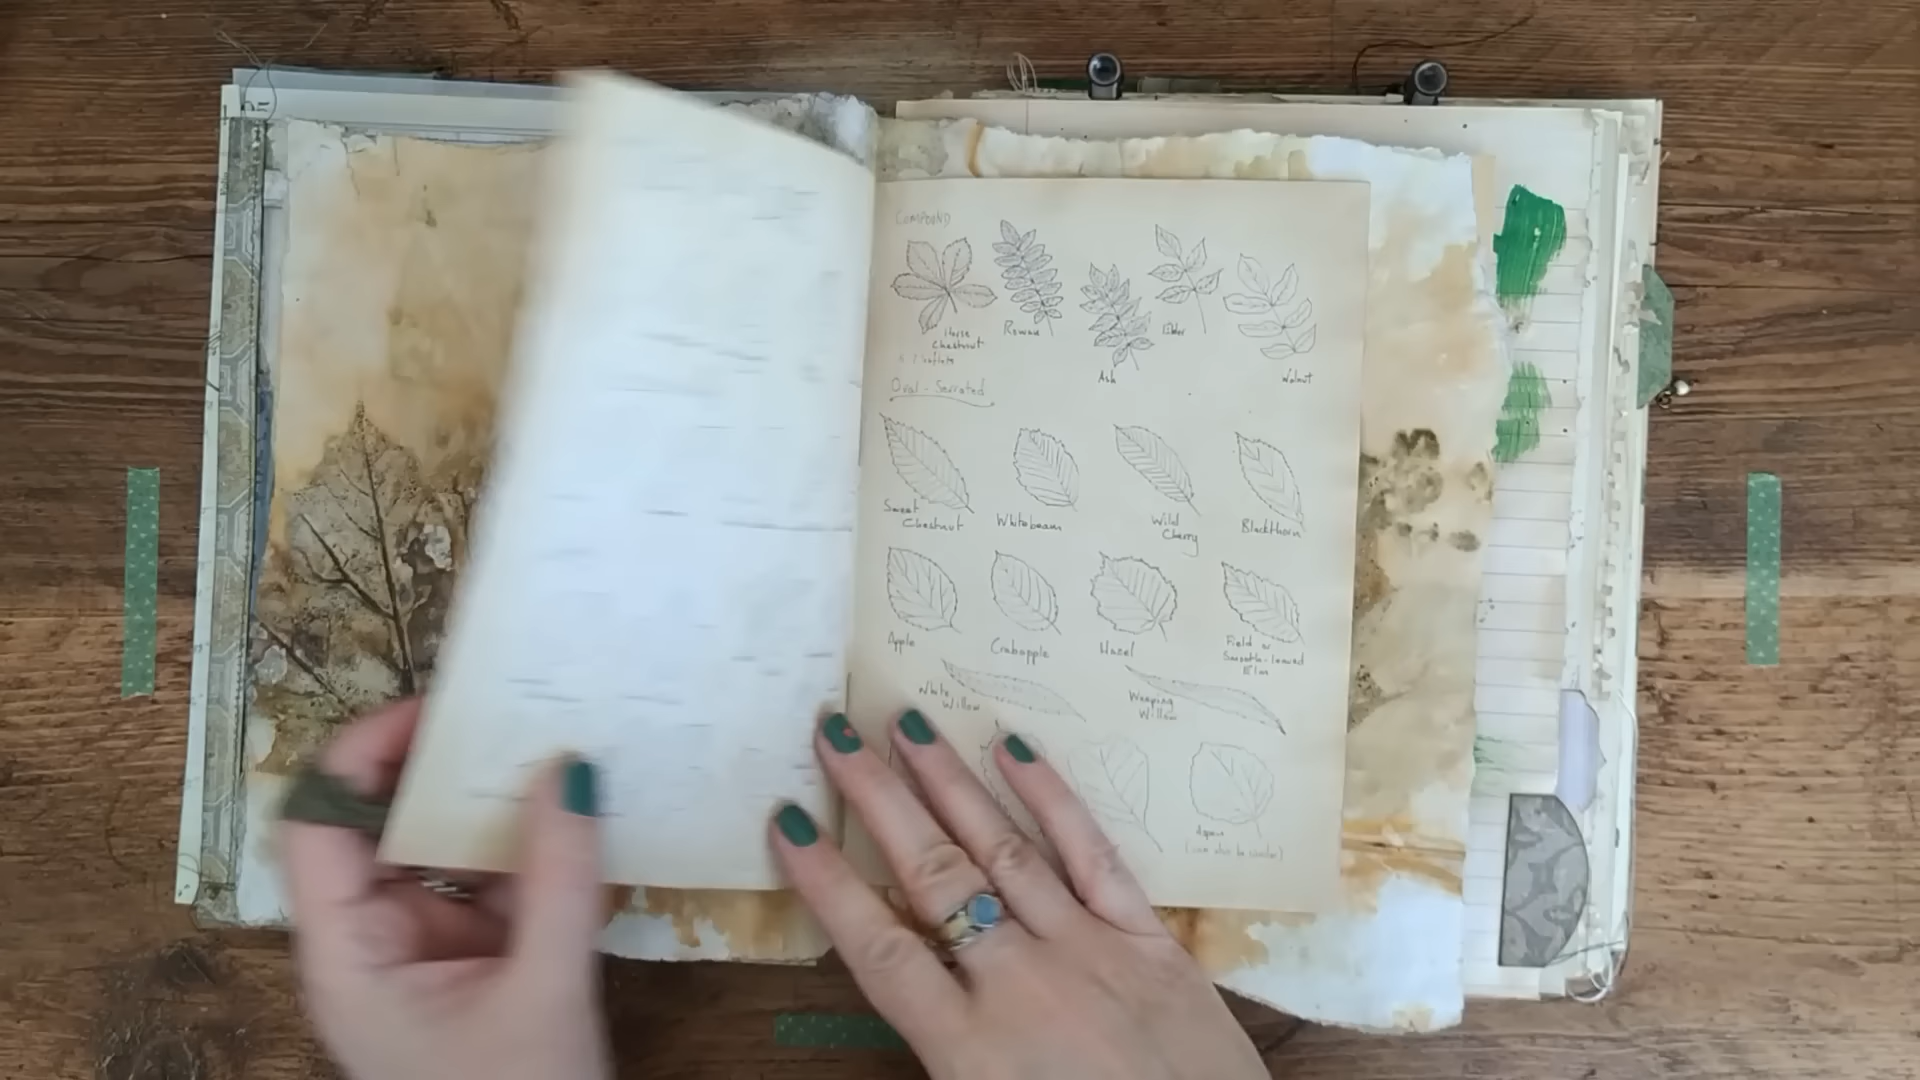 COMPOUND
Horse
Chestnut
Rowan
Ash
Elder
Walnut
Oval - Serrated
Sweet
Chestnut
Whitebeam
Wild
Cherry
Blackthorn
Apple
Crabapple
Hazel
Field or
Smooth-leaved
Elm
White
Willow
Weeping
Willow
Aspen